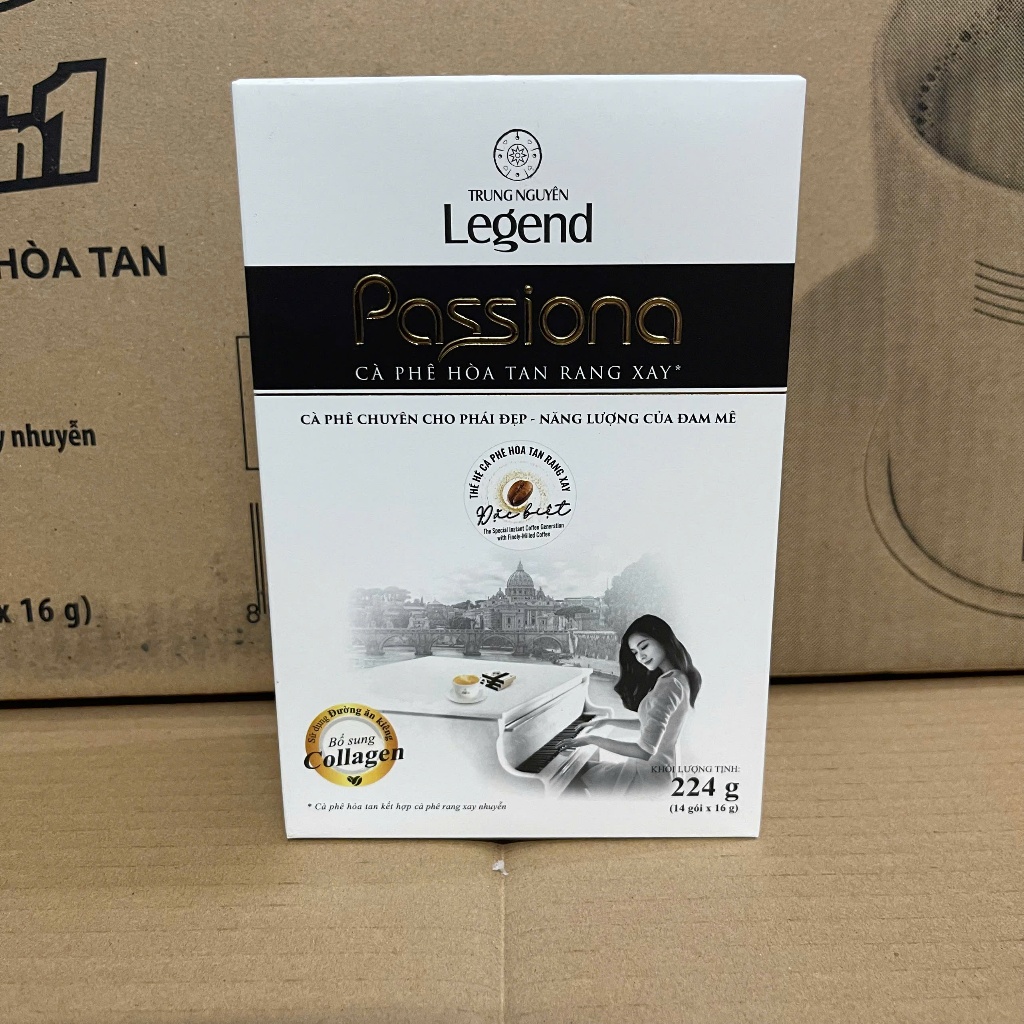 n1
HÒA TAN
y nhuyễn
x 16 g)
8
TRUNG NGUYÊN
Legend
Passiona
CÀ PHÊ HÒA TAN RANG XAY*
CÀ PHÊ CHUYÊN CHO PHÁI ĐẸP - NĂNG LƯỢNG CỦA ĐAM MÊ
THẾ HỆ CÀ PHÊ HÒA TAN RANG XAY
Đặc biệt
The Special Instant Coffee Generation
with Finely-Milled Coffee
Sử dụng Đường ăn kiêng
Bổ sung
Collagen
* Cà phê hòa tan kết hợp cà phê rang xay nhuyễn
KHỐI LƯỢNG TỊNH:
224 g
(14 gói x 16 g)